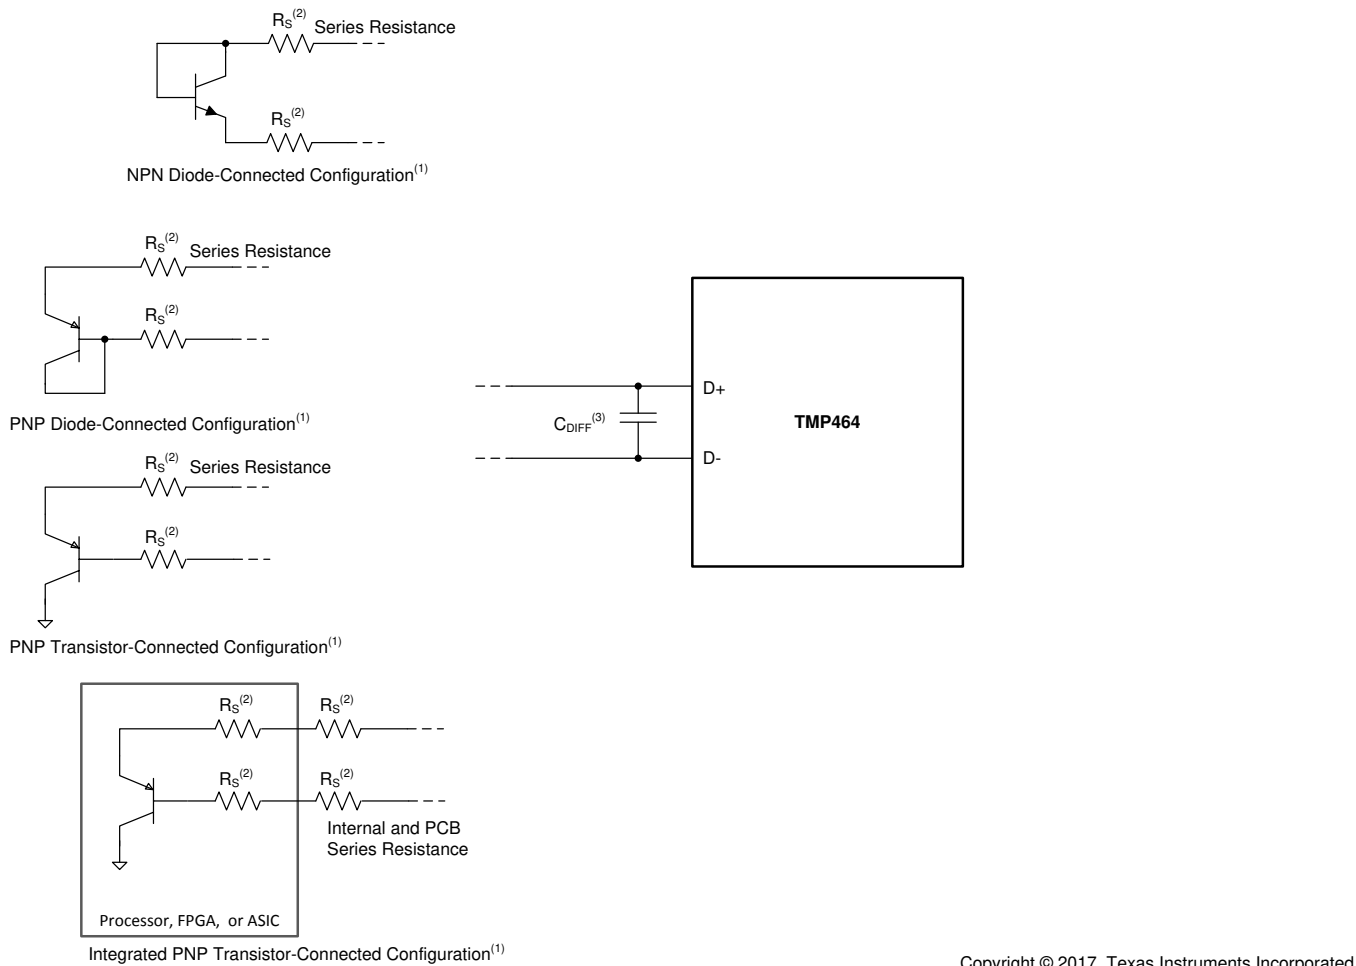 RS(2) Series Resistance
RS(2)
NPN Diode-Connected Configuration(1)
RS(2) Series Resistance
RS(2)
PNP Diode-Connected Configuration(1)
D+
CDIFF(3)
TMP464
D-
RS(2) Series Resistance
RS(2)
PNP Transistor-Connected Configuration(1)
RS(2) RS(2)
RS(2) RS(2)
Internal and PCB
Series Resistance
Processor, FPGA, or ASIC
Integrated PNP Transistor-Connected Configuration(1)
Copyright © 2017, Texas Instruments Incorporated